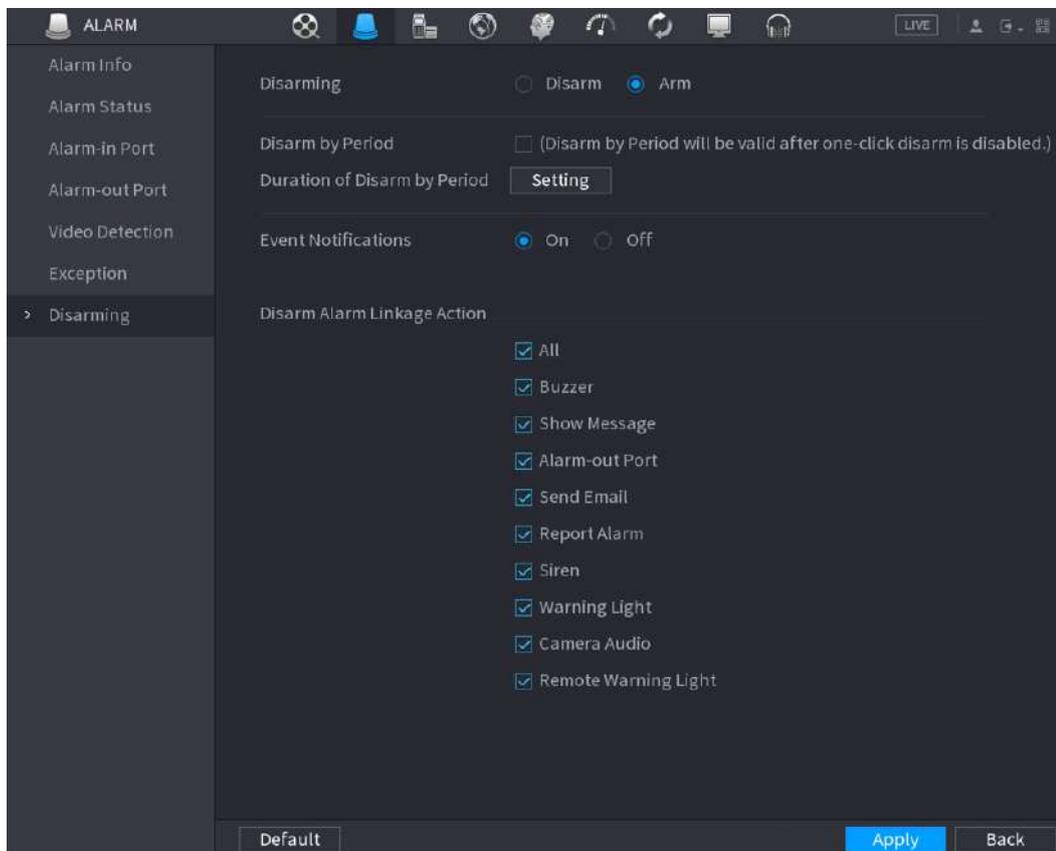 ALARM
LIVE
Alarm Info
Alarm Status
Alarm-in Port
Alarm-out Port
Video Detection
Exception
> Disarming
Disarming Disarm Arm
Disarm by Period (Disarm by Period will be valid after one-click disarm is disabled.)
Duration of Disarm by Period Setting
Event Notifications On Off
Disarm Alarm Linkage Action
All
Buzzer
Show Message
Alarm-out Port
Send Email
Report Alarm
Siren
Warning Light
Camera Audio
Remote Warning Light
Default Apply Back